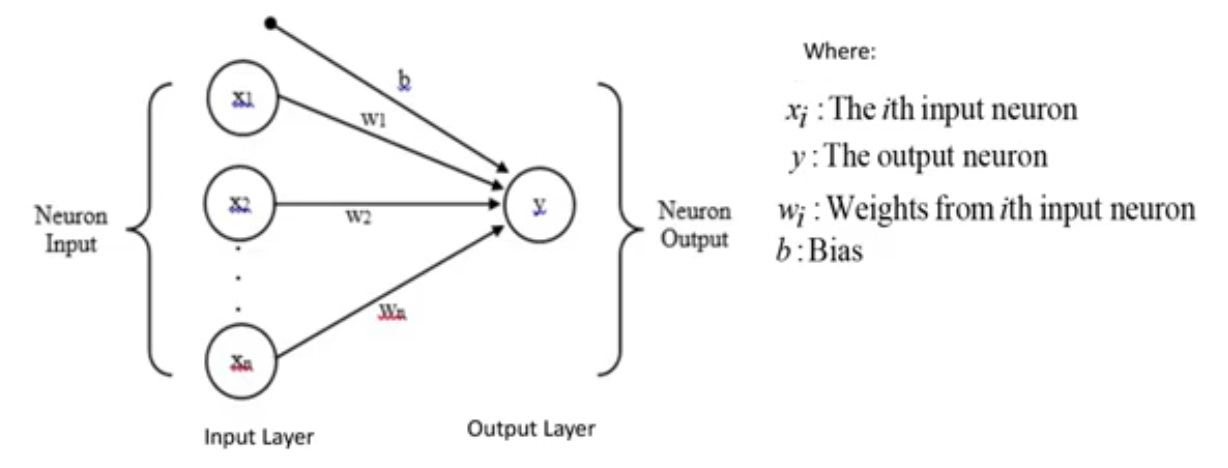 b
x1
w1
x2
w2
Neuron
Input
y
Neuron
Output
.
.
.
wn
xn
Input Layer
Output Layer
Where:
xi : The ith input neuron
y : The output neuron
wi : Weights from ith input neuron
b : Bias